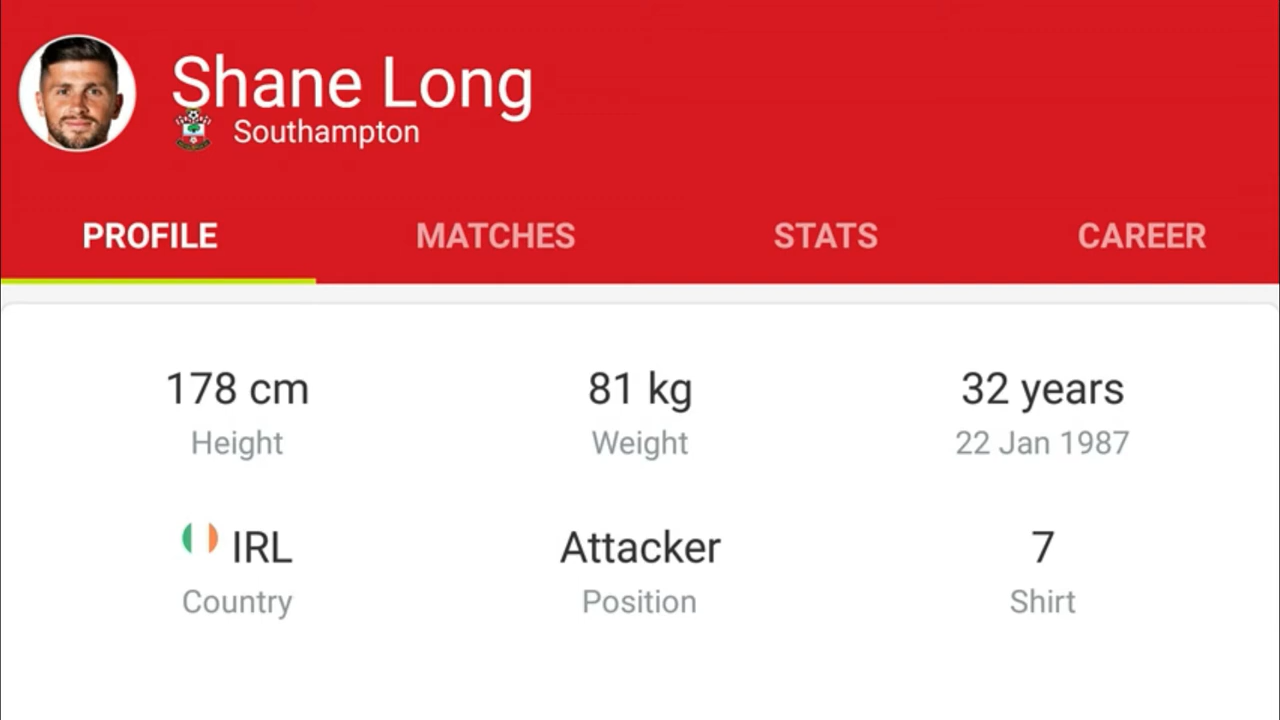 Shane Long
Southampton
PROFILE MATCHES STATS CAREER
178 cm 81 kg 32 years
Height Weight 22 Jan 1987
IRL Attacker 7
Country Position Shirt